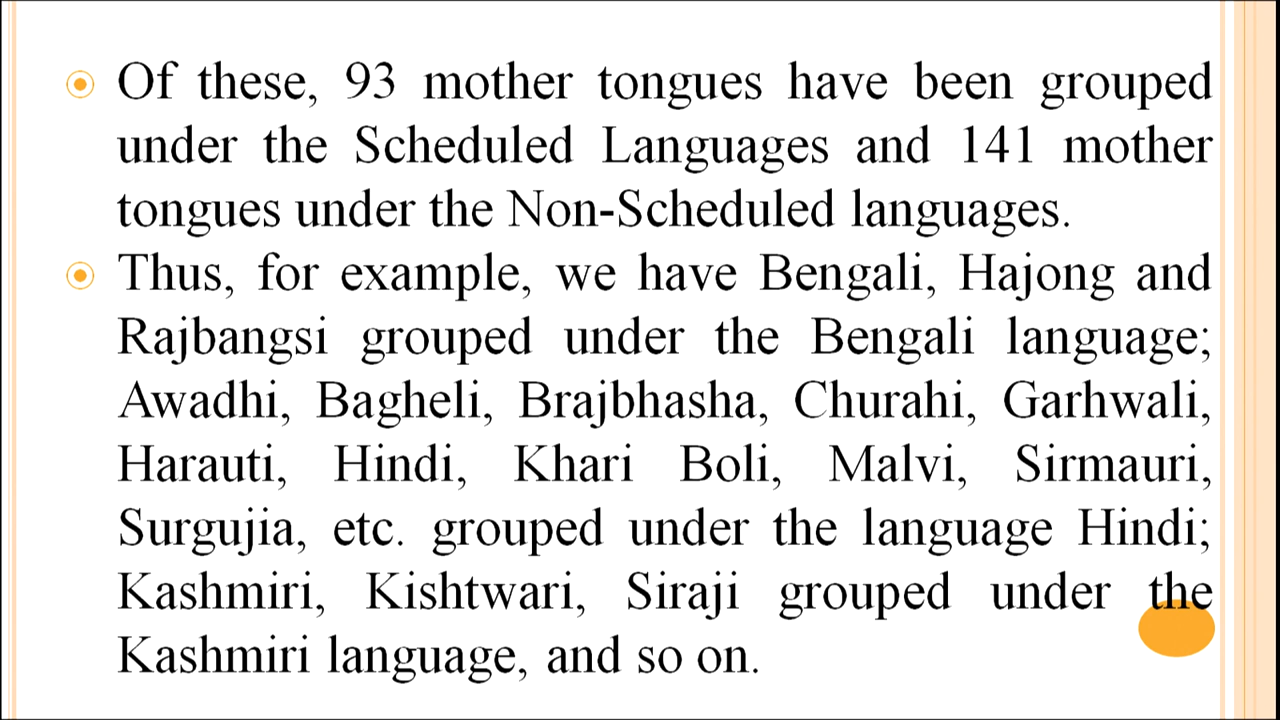 Of these, 93 mother tongues have been grouped
under the Scheduled Languages and 141 mother
tongues under the Non-Scheduled languages.
Thus, for example, we have Bengali, Hajong and
Rajbangsi grouped under the Bengali language;
Awadhi, Bagheli, Brajbhasha, Churahi, Garhwali,
Harauti, Hindi, Khari Boli, Malvi, Sirmauri,
Surgujia, etc. grouped under the language Hindi;
Kashmiri, Kishtwari, Siraji grouped under the
Kashmiri language, and so on.